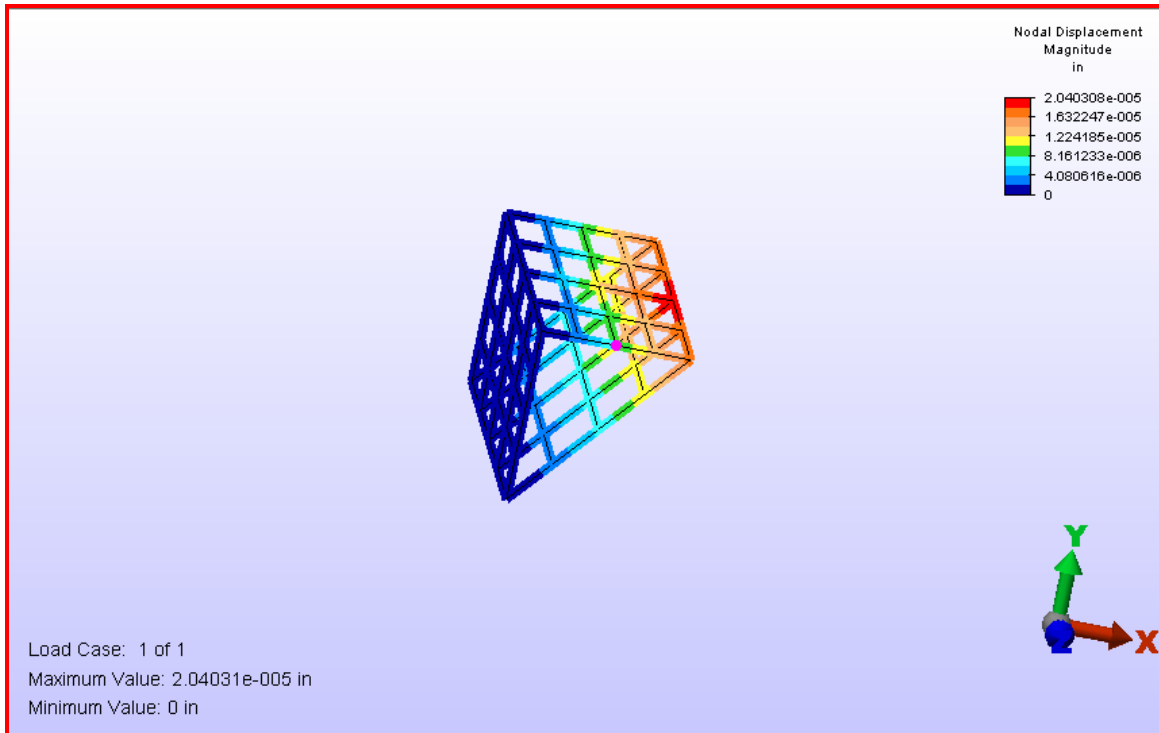 Nodal Displacement
Magnitude
in
2.040308e-005
1.632247e-005
1.224185e-005
8.161233e-006
4.080616e-006
0
Y
Z
X
Load Case: 1 of 1
Maximum Value: 2.04031e-005 in
Minimum Value: 0 in